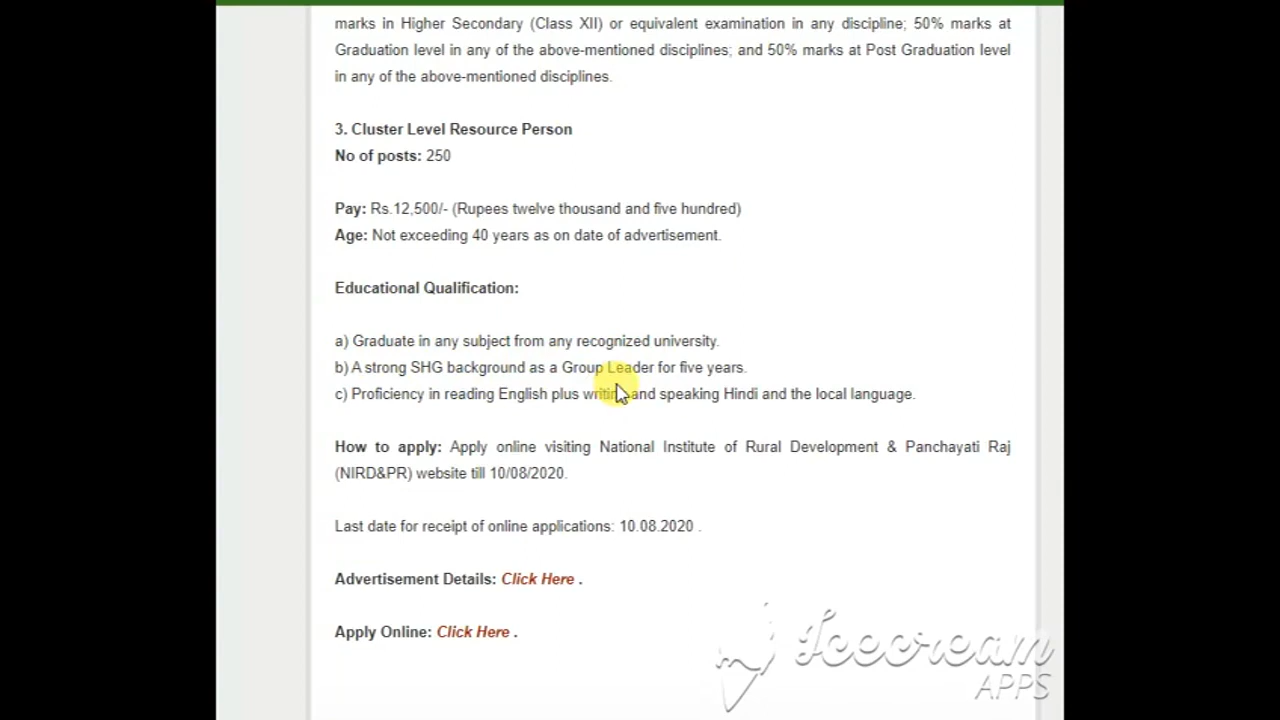 marks in Higher Secondary (Class XII) or equivalent examination in any discipline; 50% marks at
Graduation level in any of the above-mentioned disciplines; and 50% marks at Post Graduation level
in any of the above-mentioned disciplines.
3. Cluster Level Resource Person
No of posts: 250
Pay: Rs.12,500/- (Rupees twelve thousand and five hundred)
Age: Not exceeding 40 years as on date of advertisement.
Educational Qualification:
a) Graduate in any subject from any recognized university.
b) A strong SHG background as a Group Leader for five years.
c) Proficiency in reading English plus writing and speaking Hindi and the local language.
How to apply: Apply online visiting National Institute of Rural Development & Panchayati Raj
(NIRD&PR) website till 10/08/2020.
Last date for receipt of online applications: 10.08.2020 .
Advertisement Details: Click Here .
Apply Online: Click Here .
Icecream
APPS